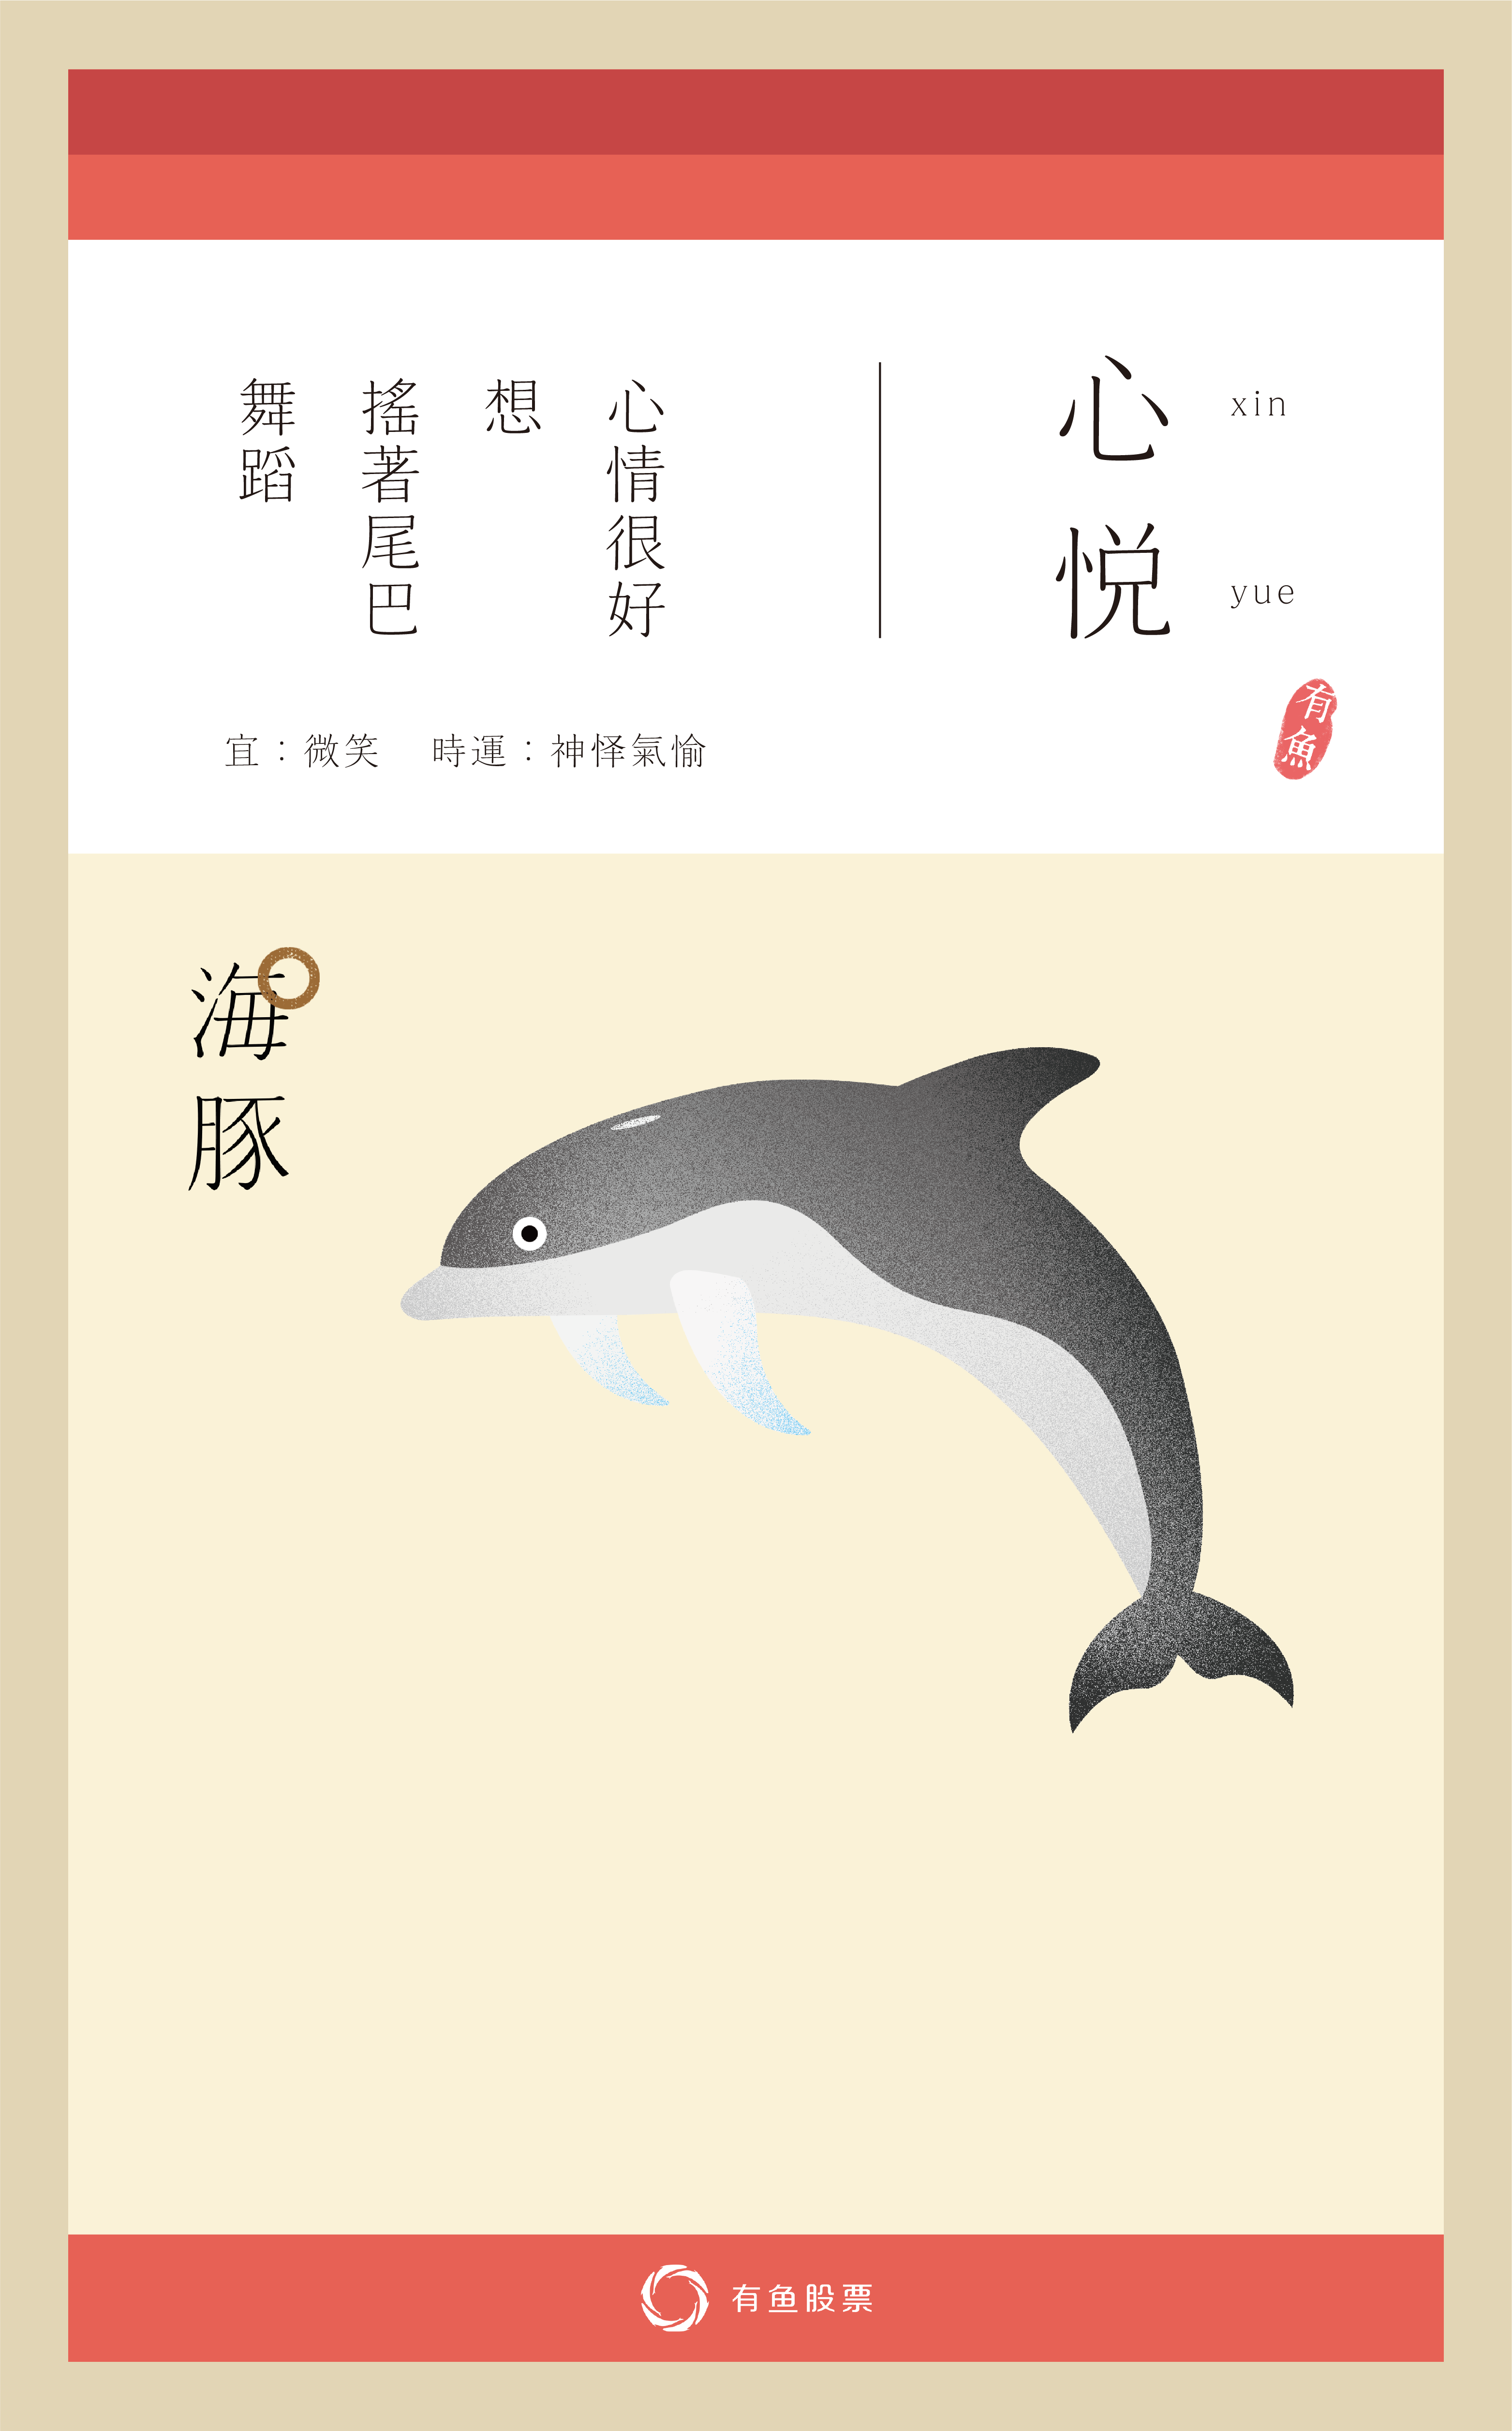 心悦
xin
yue
心情很好
想
搖著尾巴
舞蹈
有魚
宜：微笑　時運：神怿氣愉
海豚
有鱼股票